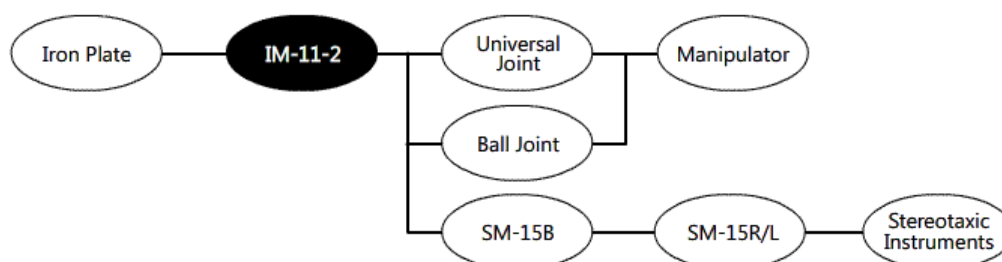 Iron Plate
IM-11-2
Universal
Joint
Manipulator
Ball Joint
SM-15B
SM-15R/L
Stereotaxic
Instruments